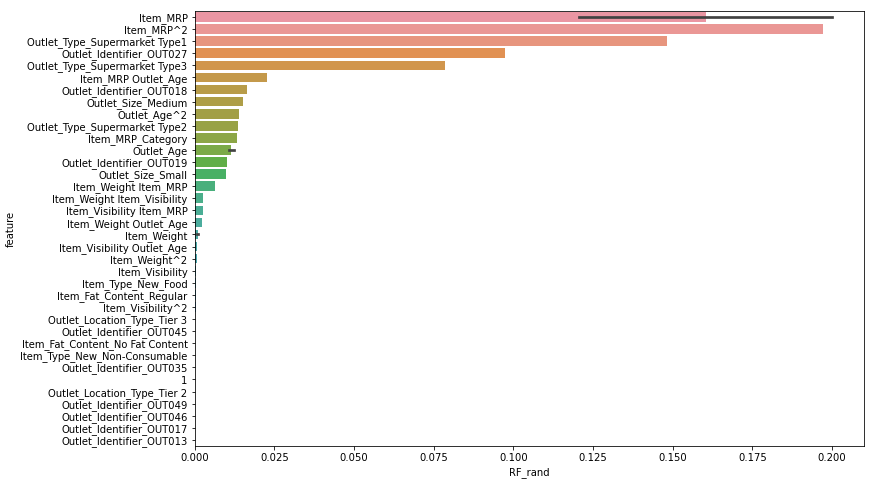 Item_MRP
Item_MRP^2
Outlet_Type_Supermarket Type1
Outlet_Identifier_OUT027
Outlet_Type_Supermarket Type3
Item_MRP Outlet_Age
Outlet_Identifier_OUT018
Outlet_Size_Medium
Outlet_Age^2
Outlet_Type_Supermarket Type2
Item_MRP_Category
Outlet_Age
Outlet_Identifier_OUT019
Outlet_Size_Small
Item_Weight Item_MRP
Item_Weight Item_Visibility
Item_Visibility Item_MRP
Item_Weight Outlet_Age
Item_Weight
Item_Visibility Outlet_Age
Item_Weight^2
Item_Visibility
Item_Type_New_Food
Item_Fat_Content_Regular
Item_Visibility^2
Outlet_Location_Type_Tier 3
Outlet_Identifier_OUT045
Item_Fat_Content_No Fat Content
Item_Type_New_Non-Consumable
Outlet_Identifier_OUT035
1
Outlet_Location_Type_Tier 2
Outlet_Identifier_OUT049
Outlet_Identifier_OUT046
Outlet_Identifier_OUT017
Outlet_Identifier_OUT013
feature
0.000 0.025 0.050 0.075 0.100 0.125 0.150 0.175 0.200
RF_rand